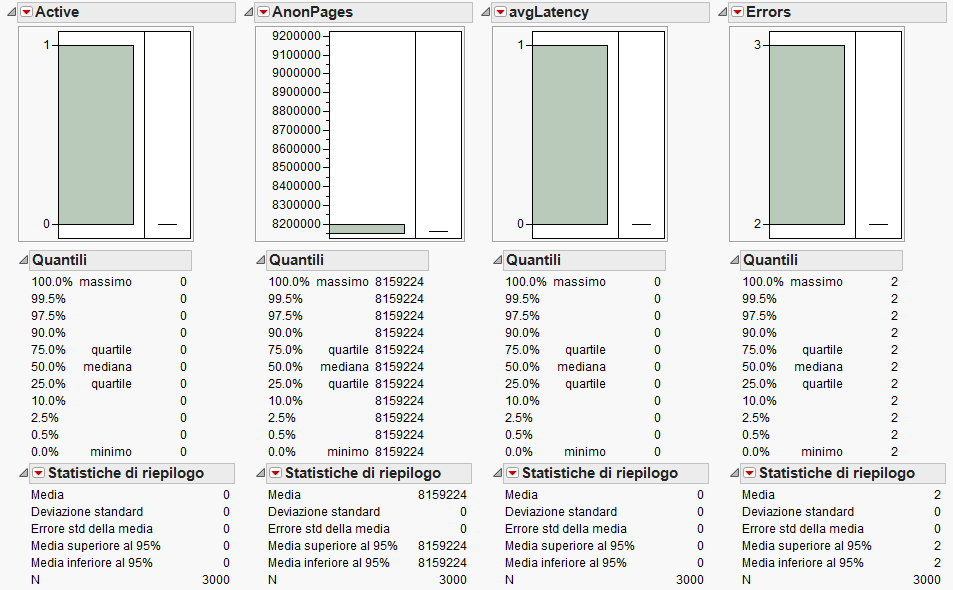 Active
1
0
Quantili
100.0% massimo 0
99.5% 0
97.5% 0
90.0% 0
75.0% quartile 0
50.0% mediana 0
25.0% quartile 0
10.0% 0
2.5% 0
0.5% 0
0.0% minimo 0
Statistiche di riepilogo
Media 0
Deviazione standard 0
Errore std della media 0
Media superiore al 95% 0
Media inferiore al 95% 0
N 3000
AnonPages
9200000
9100000
9000000
8900000
8800000
8700000
8600000
8500000
8400000
8300000
8200000
Quantili
100.0% massimo 8159224
99.5% 8159224
97.5% 8159224
90.0% 8159224
75.0% quartile 8159224
50.0% mediana 8159224
25.0% quartile 8159224
10.0% 8159224
2.5% 8159224
0.5% 8159224
0.0% minimo 8159224
Statistiche di riepilogo
Media 8159224
Deviazione standard 0
Errore std della media 0
Media superiore al 95% 8159224
Media inferiore al 95% 8159224
N 3000
avgLatency
1
0
Quantili
100.0% massimo 0
99.5% 0
97.5% 0
90.0% 0
75.0% quartile 0
50.0% mediana 0
25.0% quartile 0
10.0% 0
2.5% 0
0.5% 0
0.0% minimo 0
Statistiche di riepilogo
Media 0
Deviazione standard 0
Errore std della media 0
Media superiore al 95% 0
Media inferiore al 95% 0
N 3000
Errors
3
2
Quantili
100.0% massimo 2
99.5% 2
97.5% 2
90.0% 2
75.0% quartile 2
50.0% mediana 2
25.0% quartile 2
10.0% 2
2.5% 2
0.5% 2
0.0% minimo 2
Statistiche di riepilogo
Media 2
Deviazione standard 0
Errore std della media 0
Media superiore al 95% 2
Media inferiore al 95% 2
N 3000